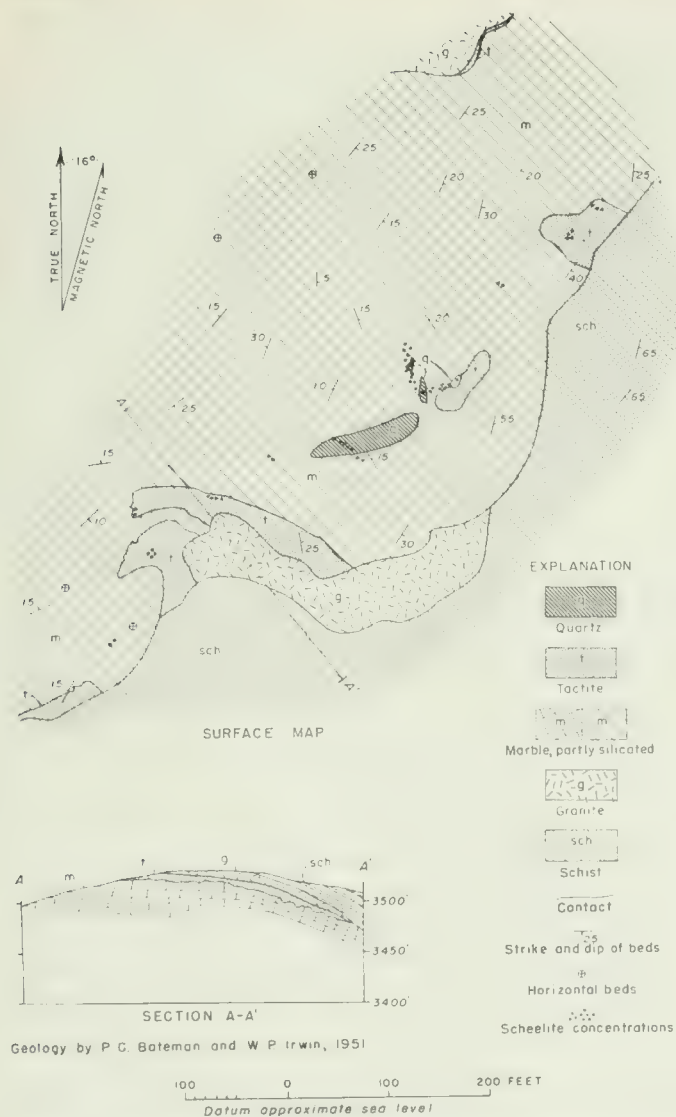 g
t
25
m
25
16°
TRUE NORTH
MAGNETIC NORTH
20
20
25
30
15
t
5
40
sch
15
15
20
30
65
q
10
65
A
25
55
15
15
m
10
t
25
30
t
g
15
m
sch
A'
15
t
SURFACE MAP
EXPLANATION
q
Quartz
t
Tactite
m m
Marble, partly silicated
g
Granite
sch
Schist
Contact
25
Strike and dip of beds
Horizontal beds
Scheelite concentrations
A m t g sch A'
3500'
3450'
3400'
SECTION A-A'
Geology by P. C. Bateman and W P Irwin, 1951
100 0 100 200 FEET
Datum approximate sea level